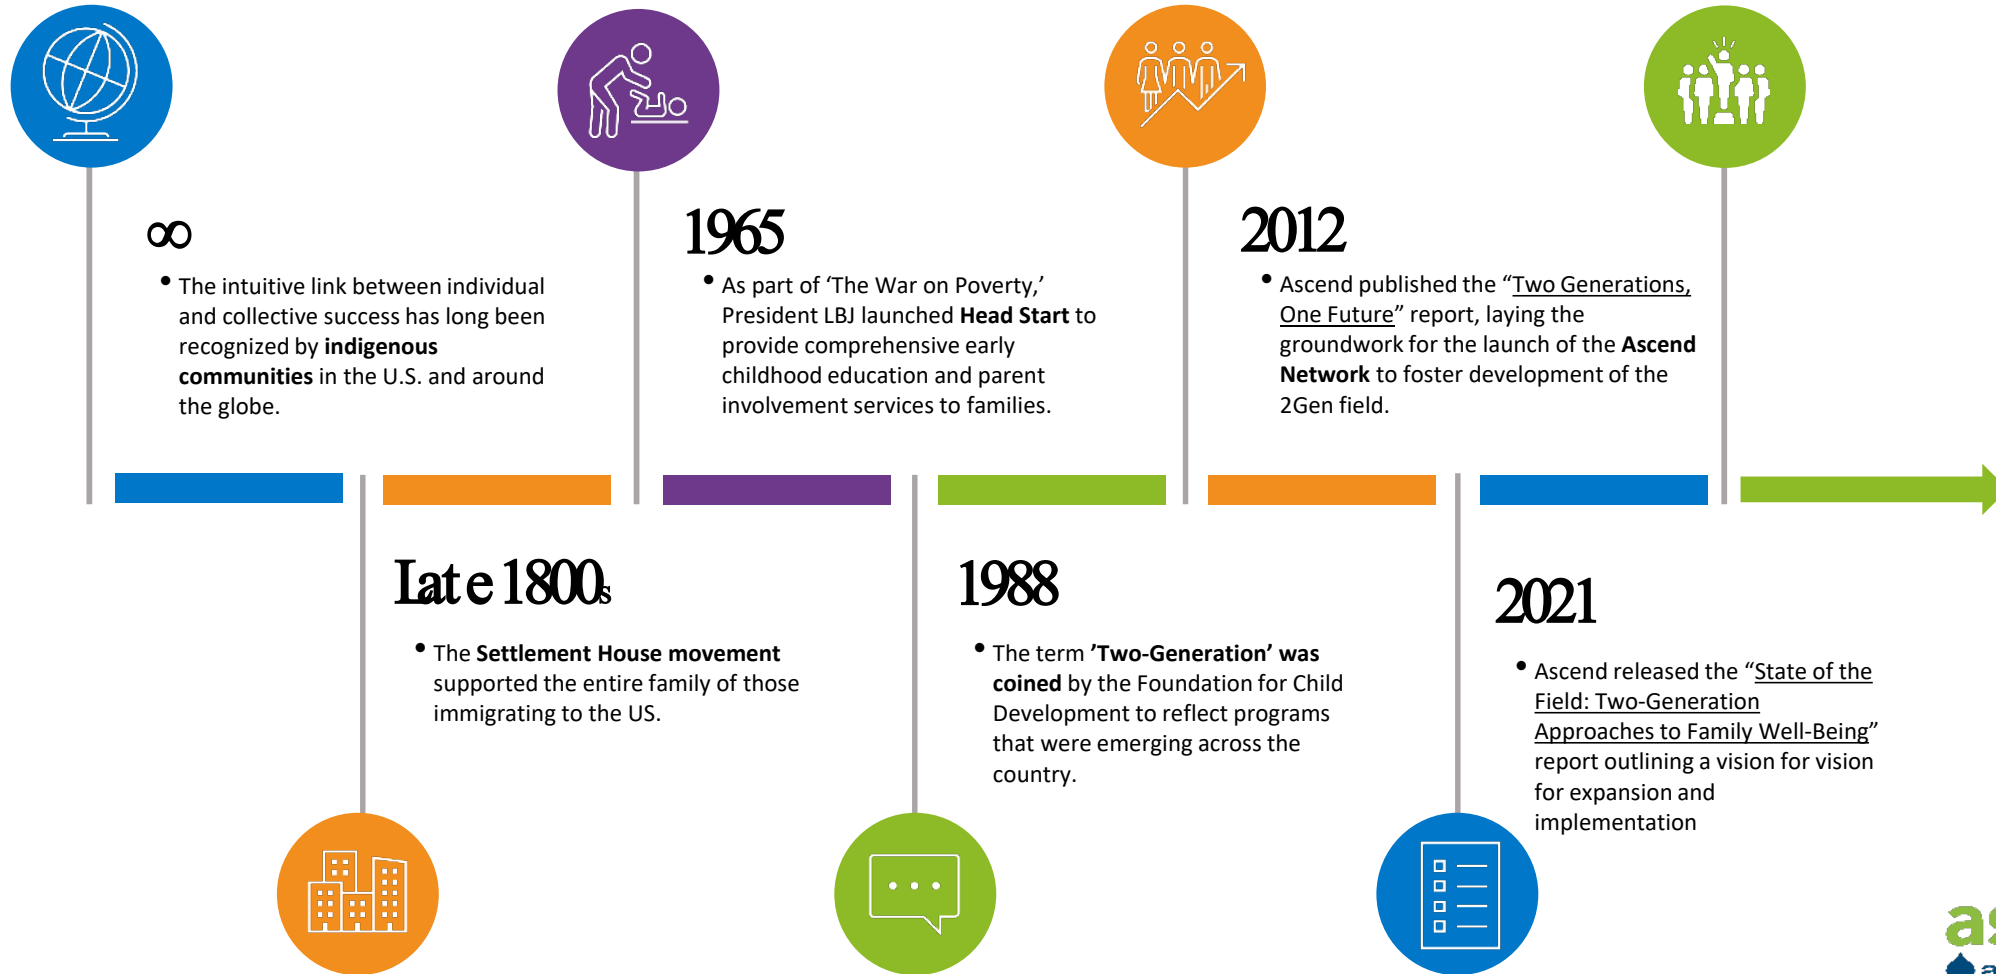 ∞
• The intuitive link between individual
and collective success has long been
recognized by indigenous
communities in the U.S. and around
the globe.
1965
• As part of ‘The War on Poverty,’
President LBJ launched Head Start to
provide comprehensive early
childhood education and parent
involvement services to families.
2012
• Ascend published the “Two Generations,
One Future” report, laying the
groundwork for the launch of the Ascend
Network to foster development of the
2Gen field.
Late 1800s
• The Settlement House movement
supported the entire family of those
immigrating to the US.
1988
• The term ’Two-Generation’ was
coined by the Foundation for Child
Development to reflect programs
that were emerging across the
country.
2021
• Ascend released the “State of the
Field: Two-Generation
Approaches to Family Well-Being”
report outlining a vision for vision
for expansion and
implementation
as
a